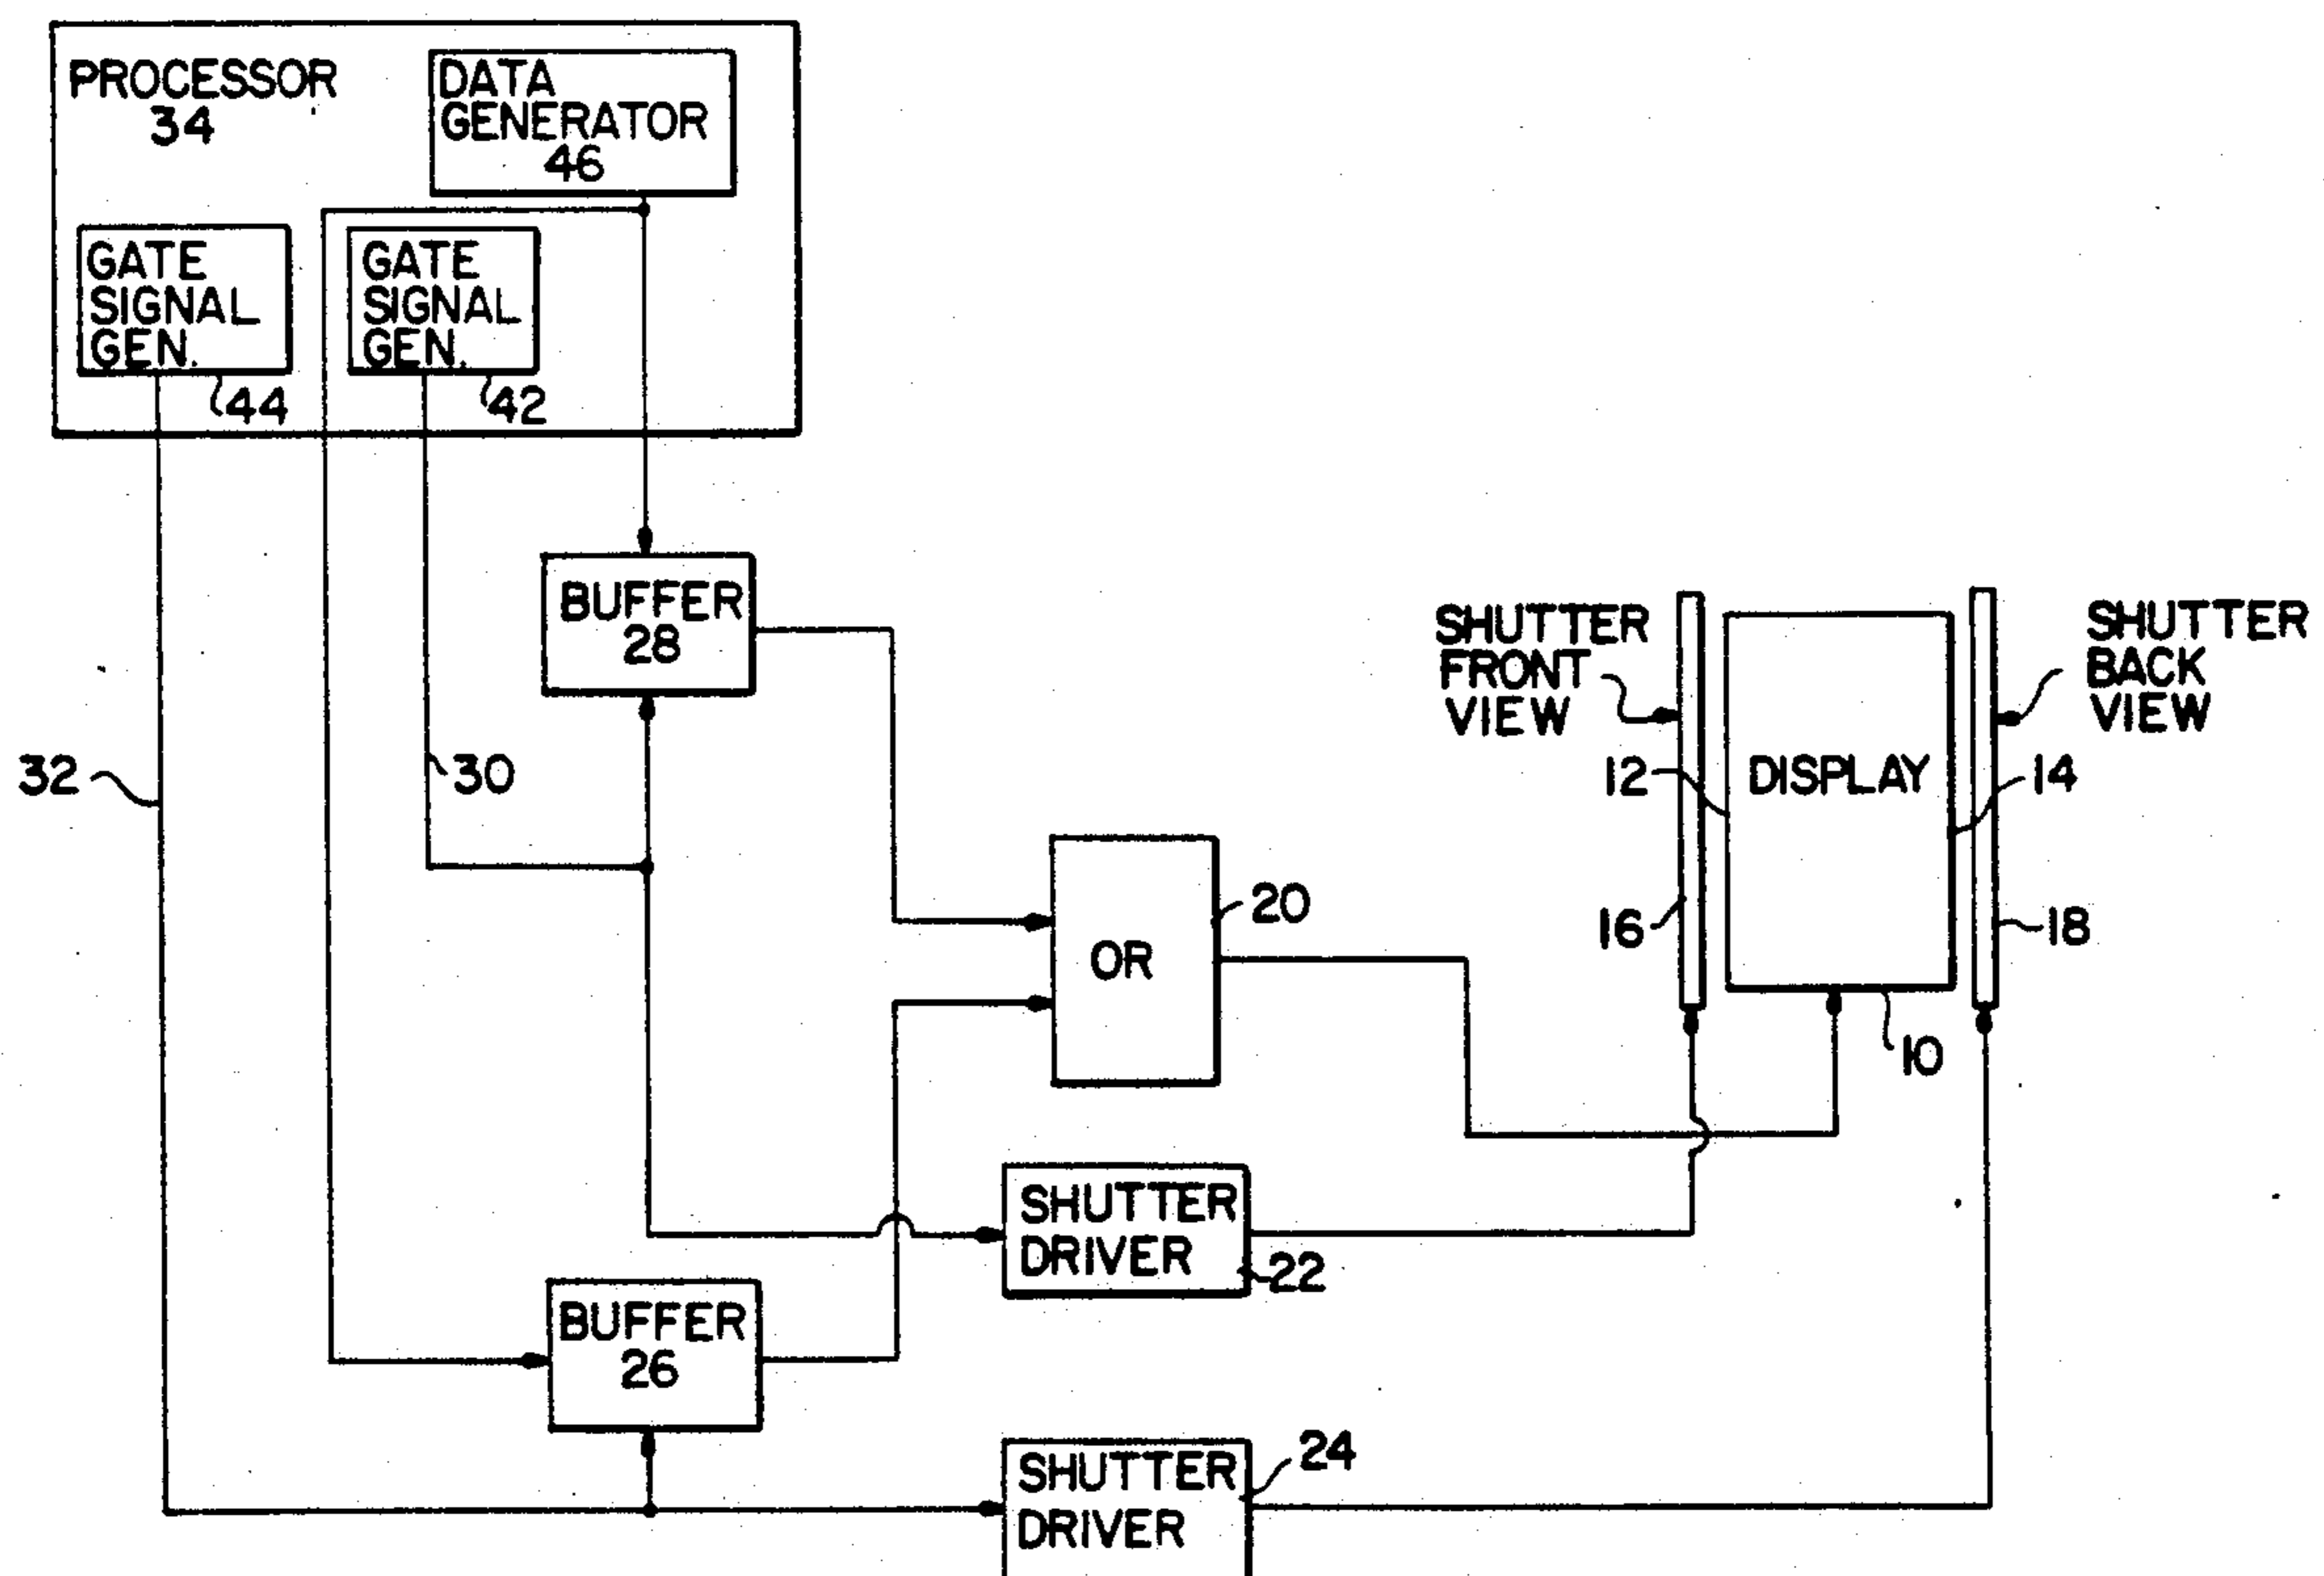 PROCESSOR
34
DATA
GENERATOR
46
GATE
SIGNAL
GEN.
44
GATE
SIGNAL
GEN.
42
BUFFER
28
32
30
SHUTTER
FRONT
VIEW
SHUTTER
BACK
VIEW
12
DISPLAY
14
16
18
10
OR
20
SHUTTER
DRIVER
22
BUFFER
26
SHUTTER
DRIVER
24